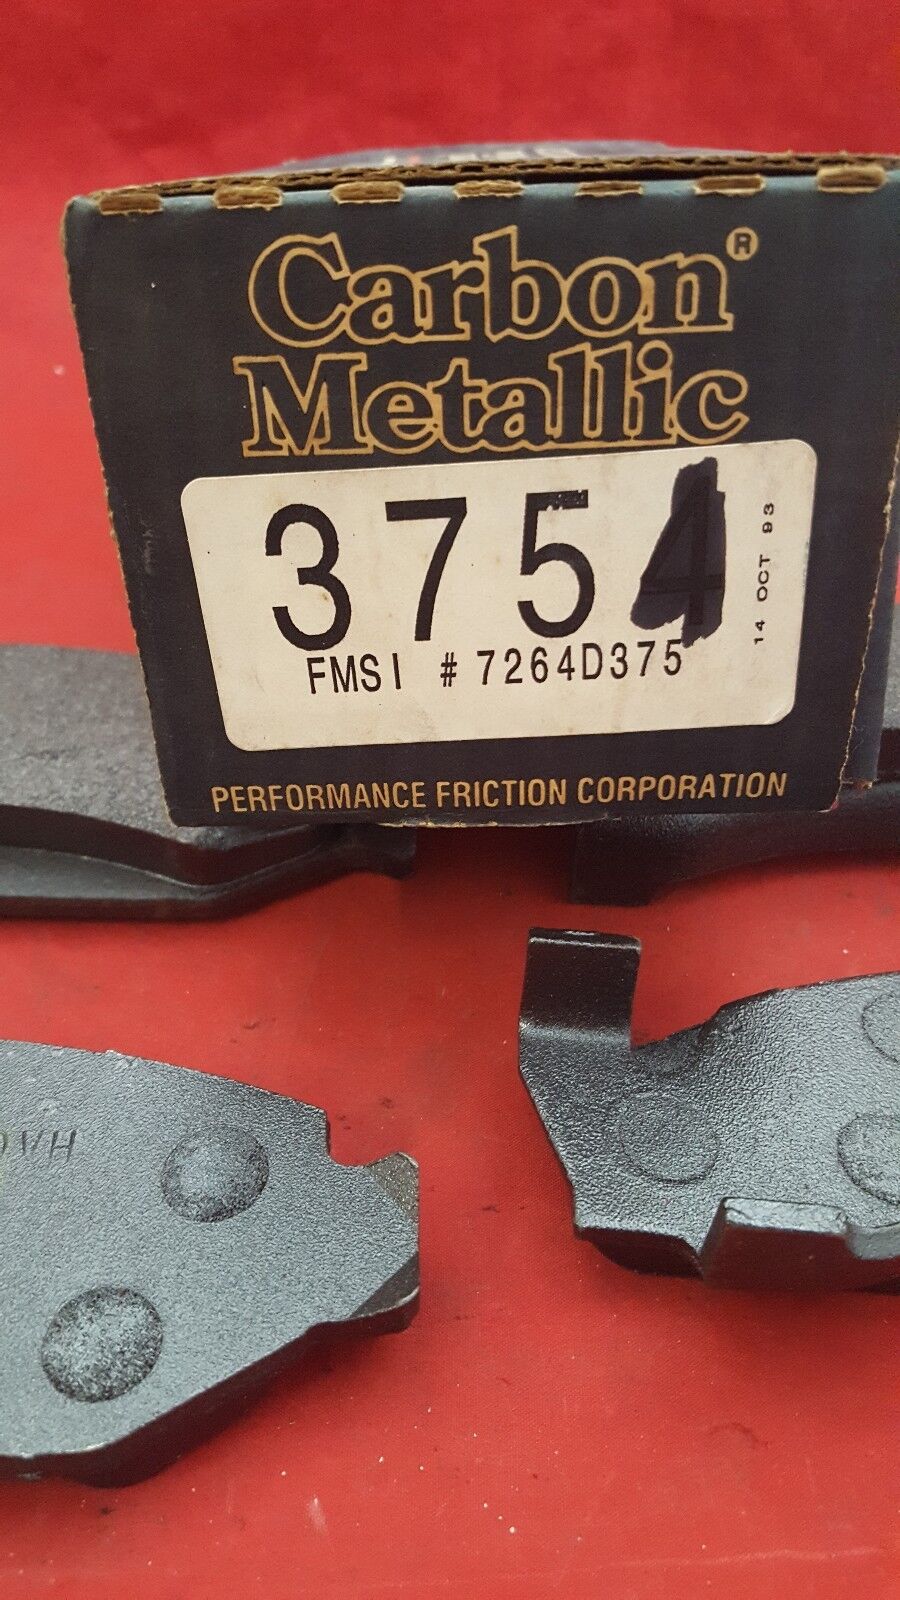 Carbon®
Metallic
3754
14 OCT 93
FMSI # 7264D375
PERFORMANCE FRICTION CORPORATION